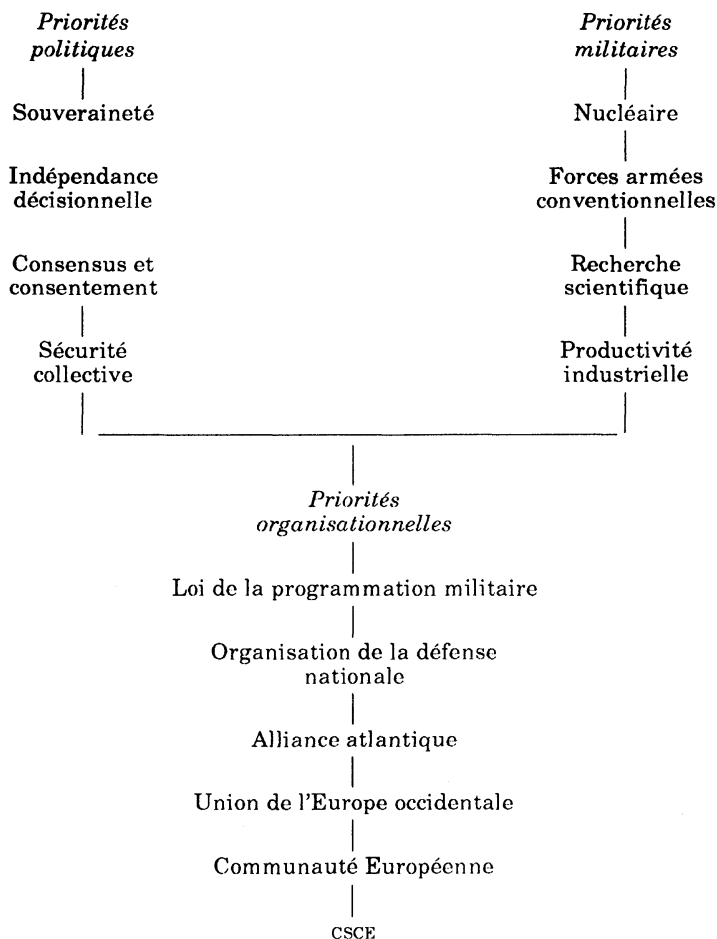 Priorités
politiques
Souveraineté
Indépendance
décisionnelle
Consensus et
consentement
Sécurité
collective
Priorités
militaires
Nucléaire
Forces armées
conventionnelles
Recherche
scientifique
Productivité
industrielle
Priorités
organisationnelles
Loi de la programmation militaire
Organisation de la défense
nationale
Alliance atlantique
Union de l'Europe occidentale
Communauté Européenne
CSCE